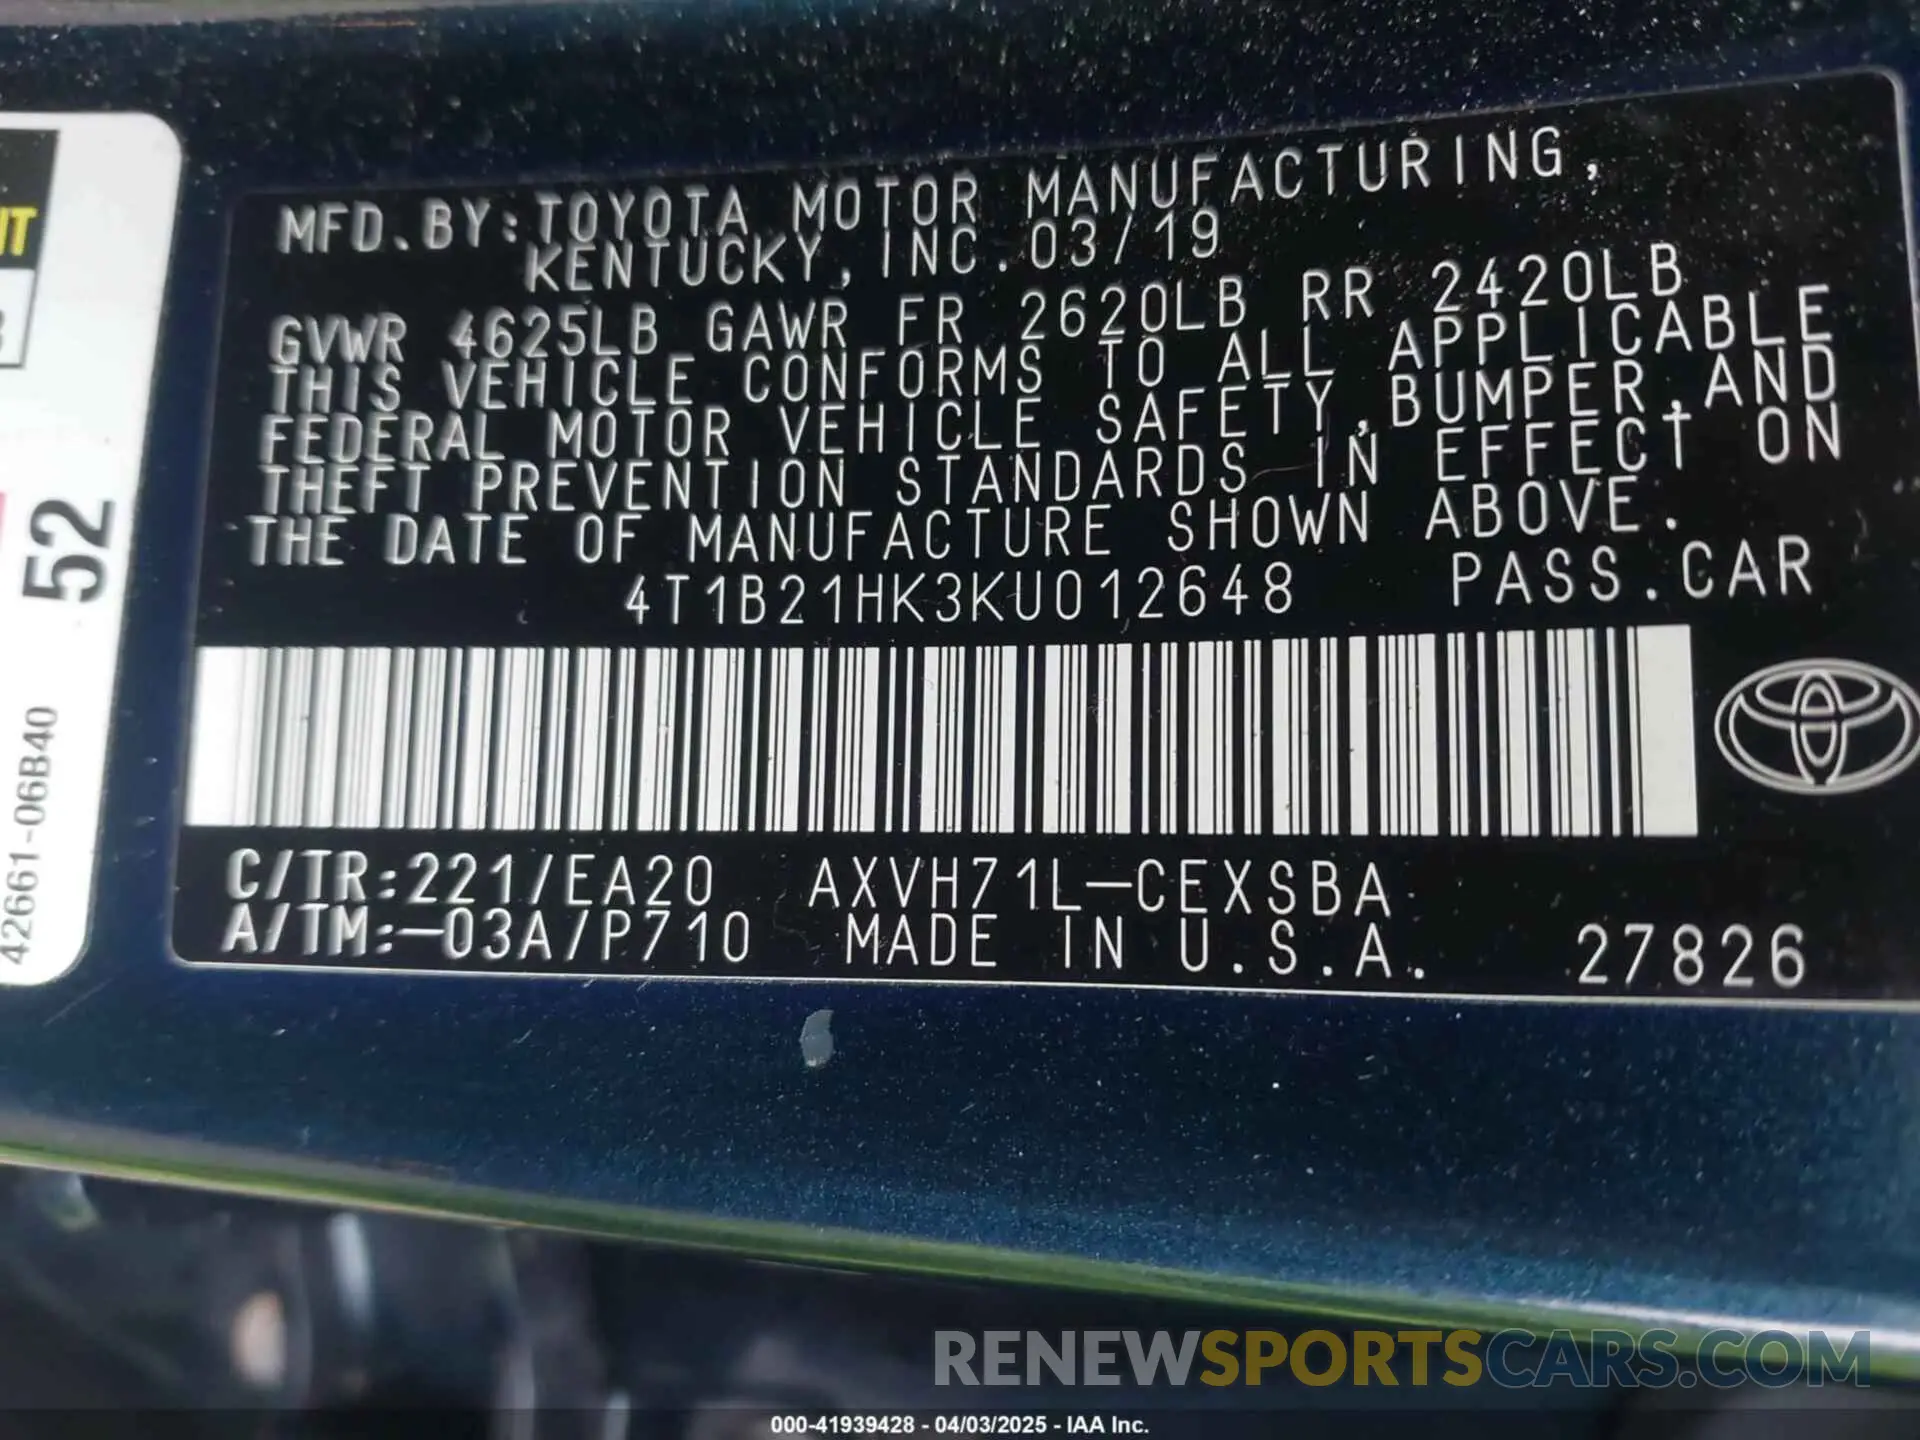 MFD.BY:TOYOTA MOTOR MANUFACTURING,
KENTUCKY, INC. 03/19
GVWR 4625LB GAWR FR 2620LB RR 2420LB
THIS VEHICLE CONFORMS TO ALL APPLICABLE
FEDERAL MOTOR VEHICLE SAFETY,BUMPER,AND
THEFT PREVENTION STANDARDS IN EFFECT ON
THE DATE OF MANUFACTURE SHOWN ABOVE.
4T1B21HK3KU012648 PASS.CAR
C/TR:221/EA20 AXVH71L-CEXSBA
A/TM:-03A/P710 MADE IN U.S.A. 27826
52
42661-06B40
RENEWSPORTSCARS.COM
000-41939428 - 04/03/2025 - IAA Inc.